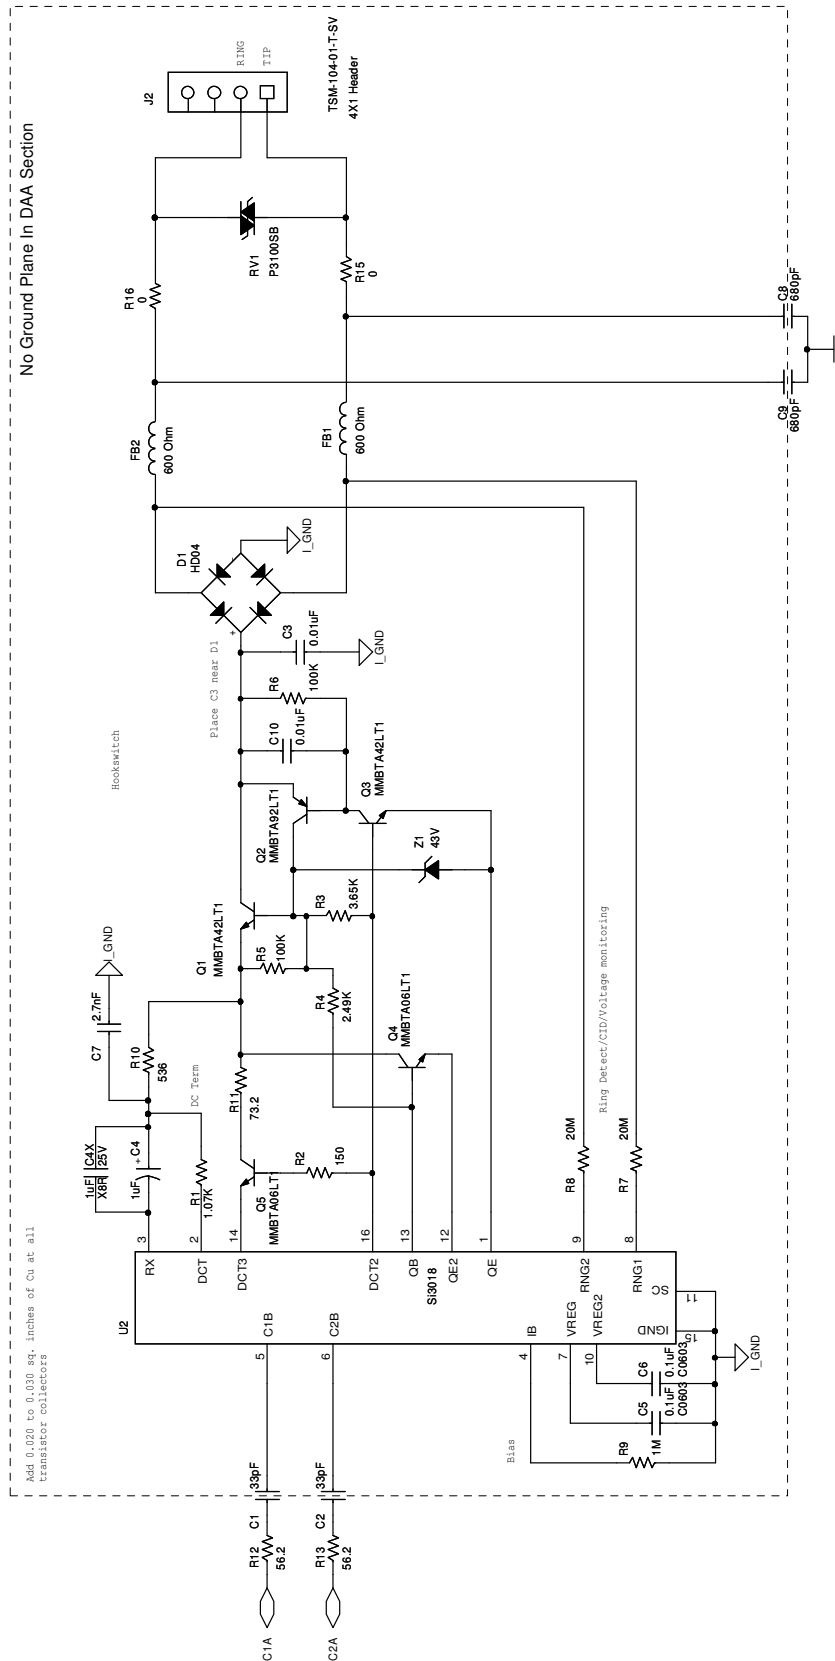 No Ground Plane In DAA Section
Add 0.020 to 0.030 sq. inches of Cu at all
transistor collectors
Hookswitch
J2
RING
TIP
TSM-104-01-T-SV
4X1 Header
RV1
P3100SB
R16
0
R15
0
C8
680pF
C9
680pF
FB2
600 Ohm
FB1
600 Ohm
D1
HD04
-
+
I_GND
Place C3 near D1
C3
0.01uF
I_GND
R6
100K
C10
0.01uF
Q3
MMBTA42LT1
Q2
MMBTA92LT1
Z1
43V
Q1
MMBTA42LT1
R3
3.65K
R5
100K
R4
2.49K
Q4
MMBTA06LT1
I_GND
2.7nF
C7
R10
536
DC Term
R11
73.2
C4X
1uF
25V
X8R
+ C4
1uF
R1
1.07K
Q5
MMBTA06LT1
R2
150
Ring Detect/CID/Voltage monitoring
R8
20M
R7
20M
3
2
14
16
13
12
1
9
8
RX
DCT
DCT3
DCT2
QB
QE2
QE
RNG2
RNG1
U2
Si3018
C1B
C2B
IB
VREG
VREG2
IGND
SC
5
6
4
7
10
15
11
I_GND
C6
0.1uF
C0603
C5
0.1uF
C0603
R9
1M
Bias
33pF
C1
R12
56.2
33pF
C2
R13
56.2
C1A
C2A